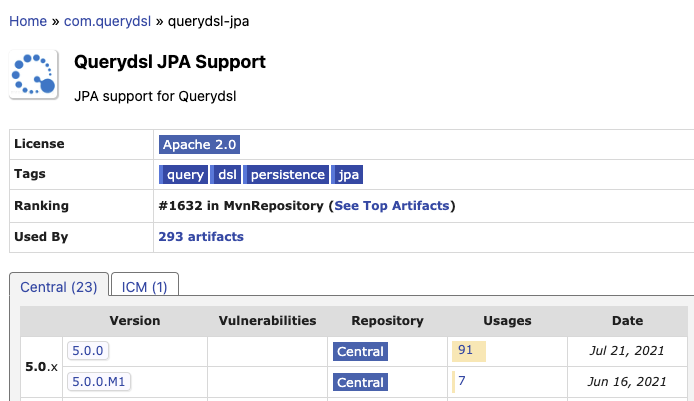 Home » com.querydsl » querydsl-jpa
Querydsl JPA Support
JPA support for Querydsl
License Apache 2.0
Tags query dsl persistence jpa
Ranking #1632 in MvnRepository (See Top Artifacts)
Used By 293 artifacts
Central (23) ICM (1)
Version Vulnerabilities Repository Usages Date
5.0.x
5.0.0 Central 91 Jul 21, 2021
5.0.0.M1 Central 7 Jun 16, 2021